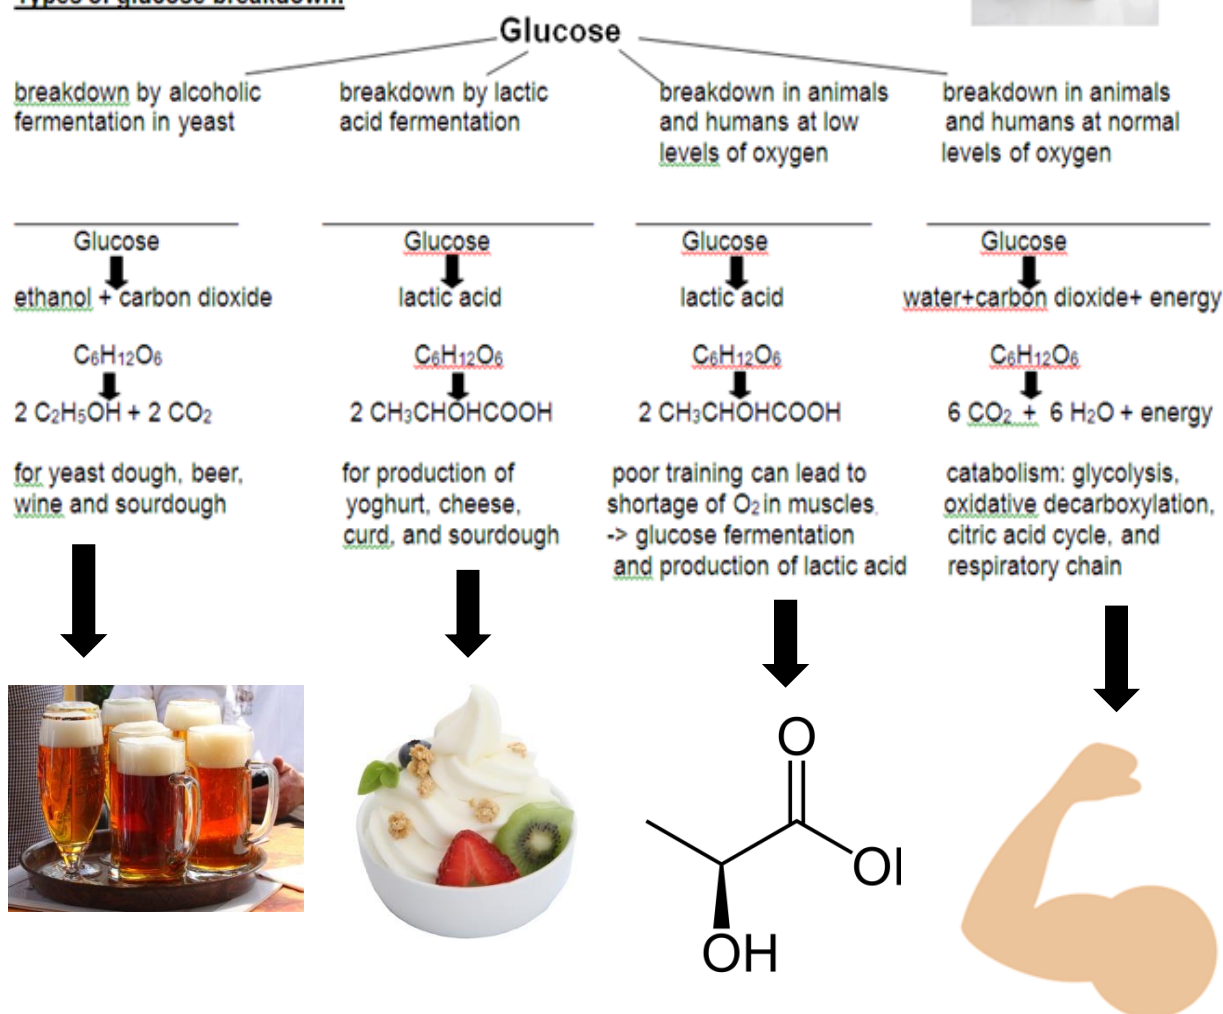 Types of glucose breakdown:
Glucose
breakdown by alcoholic
fermentation in yeast
breakdown by lactic
acid fermentation
breakdown in animals
and humans at low
levels of oxygen
breakdown in animals
and humans at normal
levels of oxygen
Glucose
ethanol + carbon dioxide
C6H12O6
2 C2H5OH + 2 CO2
for yeast dough, beer,
wine and sourdough
Glucose
lactic acid
C6H12O6
2 CH3CHOHCOOH
for production of
yoghurt, cheese,
curd, and sourdough
Glucose
lactic acid
C6H12O6
2 CH3CHOHCOOH
poor training can lead to
shortage of O2 in muscles.
-> glucose fermentation
and production of lactic acid
Glucose
water+carbon dioxide+ energy
C6H12O6
6 CO2 + 6 H2O + energy
catabolism: glycolysis,
oxidative decarboxylation,
citric acid cycle, and
respiratory chain
O
OH